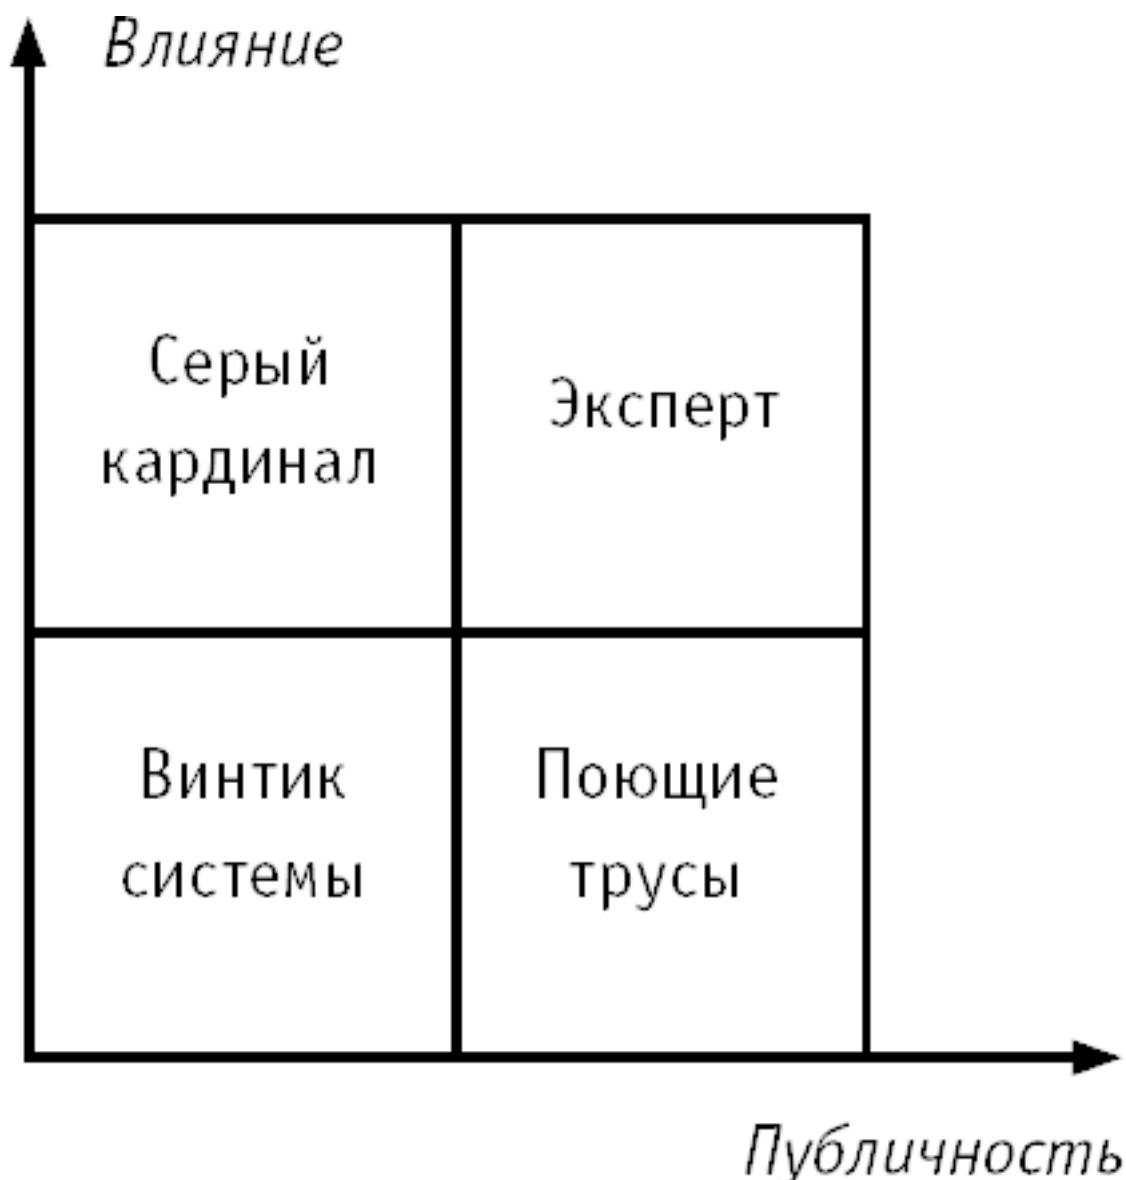 Влияние
Серый
кардинал
Эксперт
Винтик
системы
Поющие
трусы
Публичность